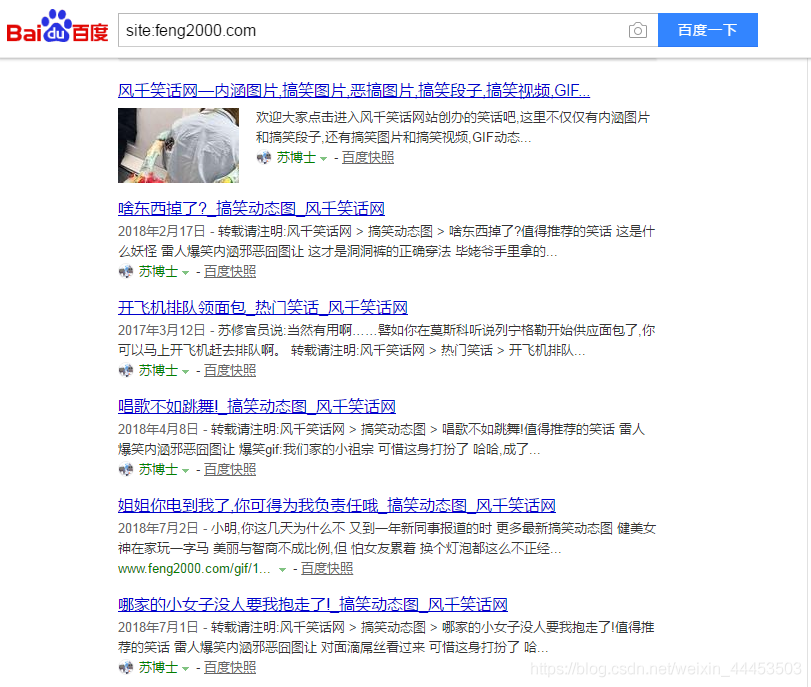 Bai du 百度
site:feng2000.com
百度一下
风千笑话网—内涵图片,搞笑图片,恶搞图片,搞笑段子,搞笑视频,GIF...
欢迎大家点击进入风千笑话网站创办的笑话吧,这里不仅仅有内涵图片
和搞笑段子,还有搞笑图片和搞笑视频,GIF动态...
苏博士 - 百度快照
啥东西掉了?_搞笑动态图_风千笑话网
2018年2月17日 - 转载请注明:风千笑话网 > 搞笑动态图 > 啥东西掉了?值得推荐的笑话 这是什
么妖怪 雷人爆笑内涵邪恶囧图让 这才是洞洞裤的正确穿法 毕姥爷手里拿的...
苏博士 - 百度快照
开飞机排队领面包_热门笑话_风千笑话网
2017年3月12日 - 苏修官员说:当然有用啊……譬如你在莫斯科听说列宁格勒开始供应面包了,你
可以马上开飞机赶去排队啊。 转载请注明:风千笑话网 > 热门笑话 > 开飞机排队...
苏博士 - 百度快照
唱歌不如跳舞!_搞笑动态图_风千笑话网
2018年4月8日 - 转载请注明:风千笑话网 > 搞笑动态图 > 唱歌不如跳舞!值得推荐的笑话 雷人
爆笑内涵邪恶囧图让 爆笑gif:我们家的小祖宗 可惜这身打扮了 哈哈,成了...
苏博士 - 百度快照
姐姐你电到我了,你可得为我负责任哦_搞笑动态图_风千笑话网
2018年7月2日 - 小明,你这几天为什么不 又到一年新同事报道的时 更多最新搞笑动态图 健美女
神在家玩一字马 美丽与智商不成比例,但 怕女友累着 换个灯泡都这么不正经...
www.feng2000.com/gif/1... - 百度快照
哪家的小女子没人要我抱走了!_搞笑动态图_风千笑话网
2018年7月1日 - 转载请注明:风千笑话网 > 搞笑动态图 > 哪家的小女子没人要我抱走了!值得推
荐的笑话 雷人爆笑内涵邪恶囧图让 对面滴屌丝看过来 可惜这身打扮了 哈...
苏博士 - 百度快照
https://blog.csdn.net/weixin_44453503